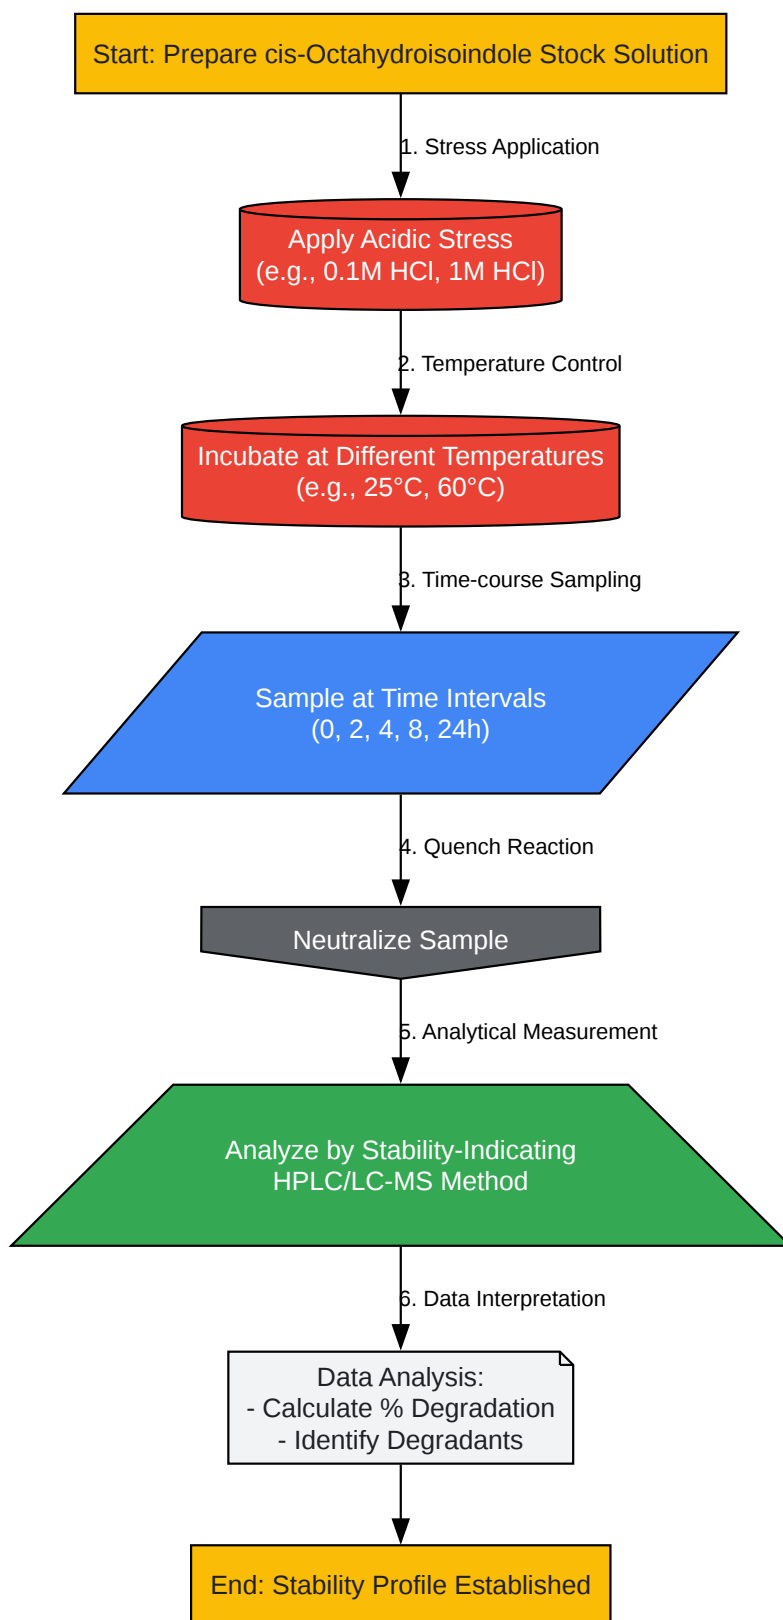 Start: Prepare cis-Octahydroisoindole Stock Solution
1. Stress Application
Apply Acidic Stress
(e.g., 0.1M HCl, 1M HCl)
2. Temperature Control
Incubate at Different Temperatures
(e.g., 25°C, 60°C)
3. Time-course Sampling
Sample at Time Intervals
(0, 2, 4, 8, 24h)
4. Quench Reaction
Neutralize Sample
5. Analytical Measurement
Analyze by Stability-Indicating
HPLC/LC-MS Method
6. Data Interpretation
Data Analysis:
- Calculate % Degradation
- Identify Degradants
End: Stability Profile Established